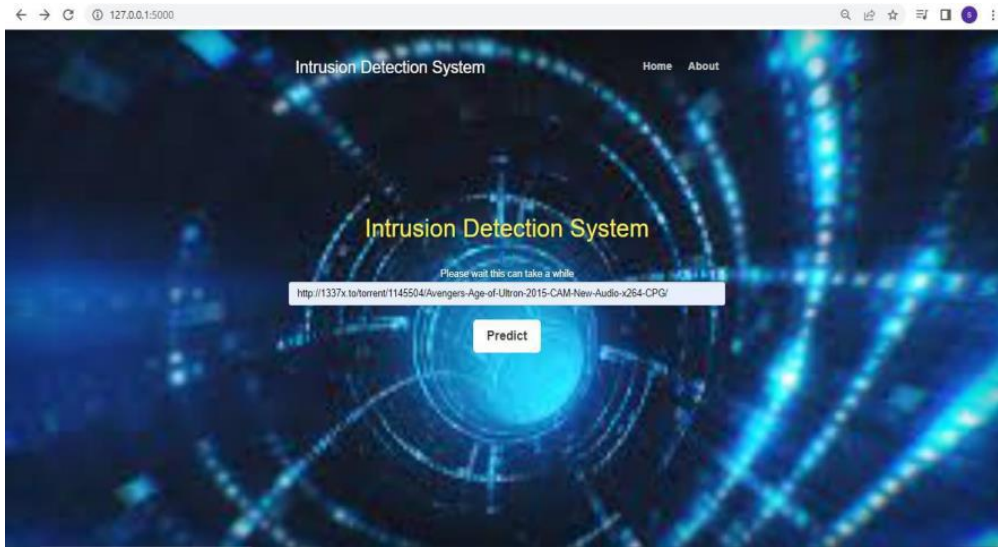 127.0.0.1:5000
S
Intrusion Detection System
Home About
Intrusion Detection System
Please wait this can take a while
http://1337x.to/torrent/1145504/Avengers-Age-of-Ultron-2015-CAM-New-Audio-x264-CPG/
Predict